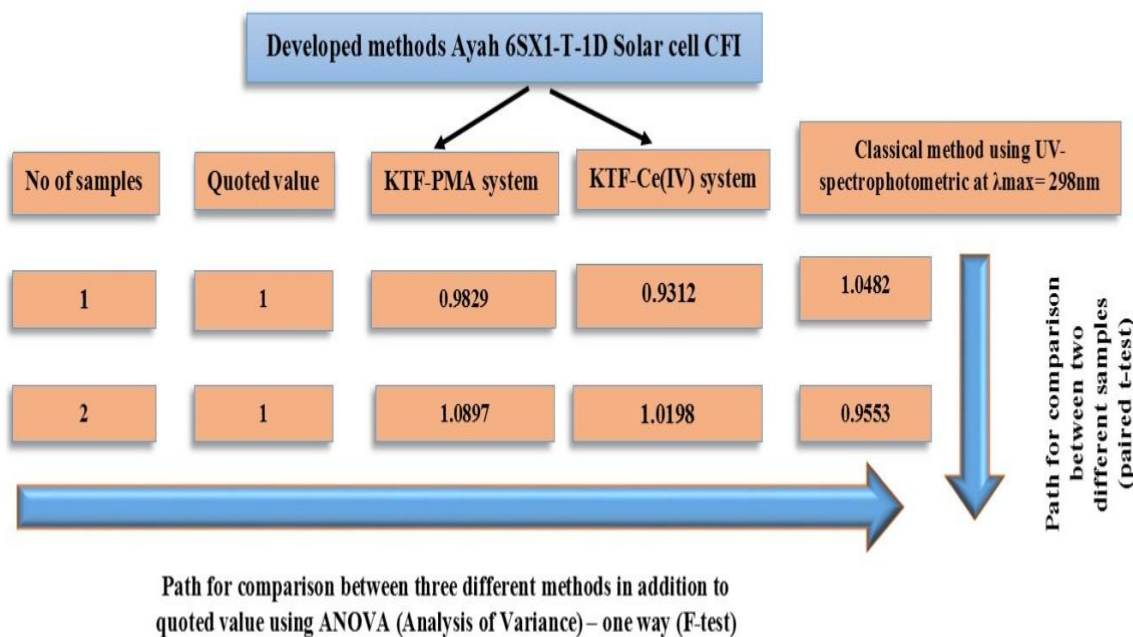 Developed methods Ayah 6SX1-T-1D Solar cell CFI
No of samples
Quoted value
KTF-PMA system
KTF-Ce(IV) system
Classical method using UV-
spectrophotometric at λmax= 298nm
1
1
0.9829
0.9312
1.0482
2
1
1.0897
1.0198
0.9553
Path for comparison
between two
different samples
(paired t-test)
Path for comparison between three different methods in addition to
quoted value using ANOVA (Analysis of Variance) – one way (F-test)